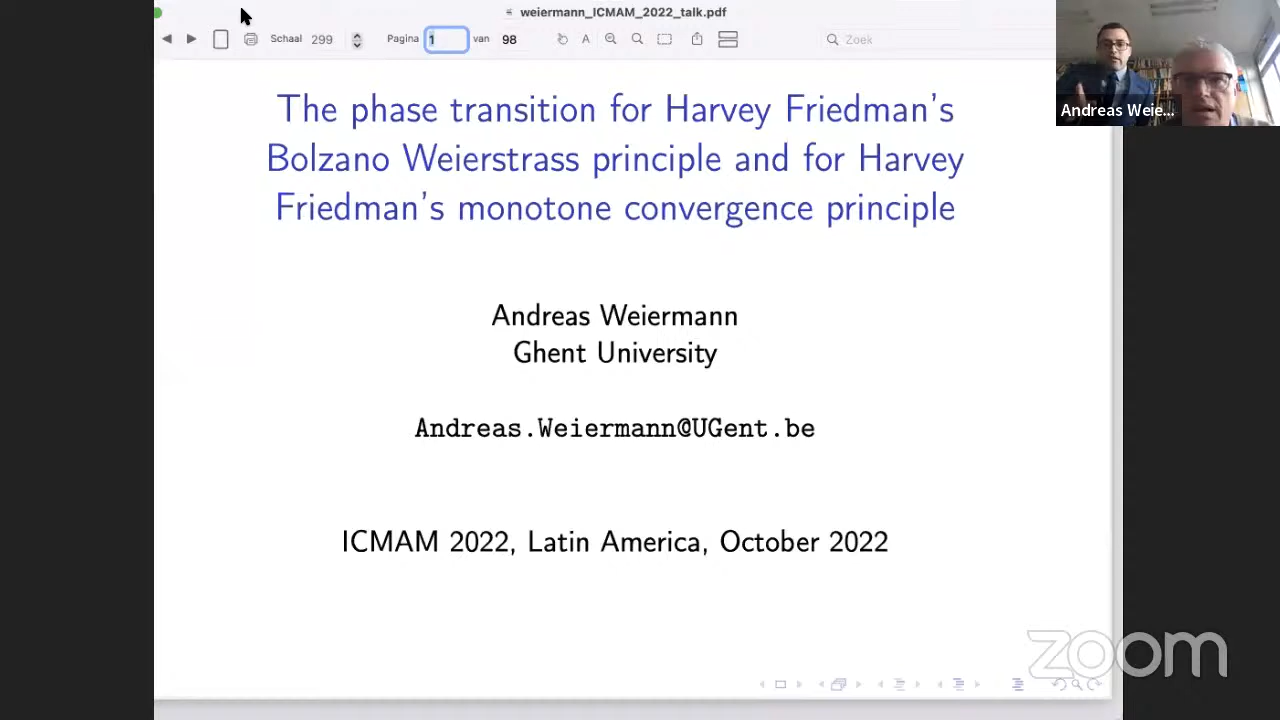 weiermann_ICMAM_2022_talk.pdf
Schaal 299 Pagina 1 van 98 A Zoek
Andreas Weie...
The phase transition for Harvey Friedman's
Bolzano Weierstrass principle and for Harvey
Friedman's monotone convergence principle
Andreas Weiermann
Ghent University
Andreas.Weiermann@UGent.be
ICMAM 2022, Latin America, October 2022
zoom